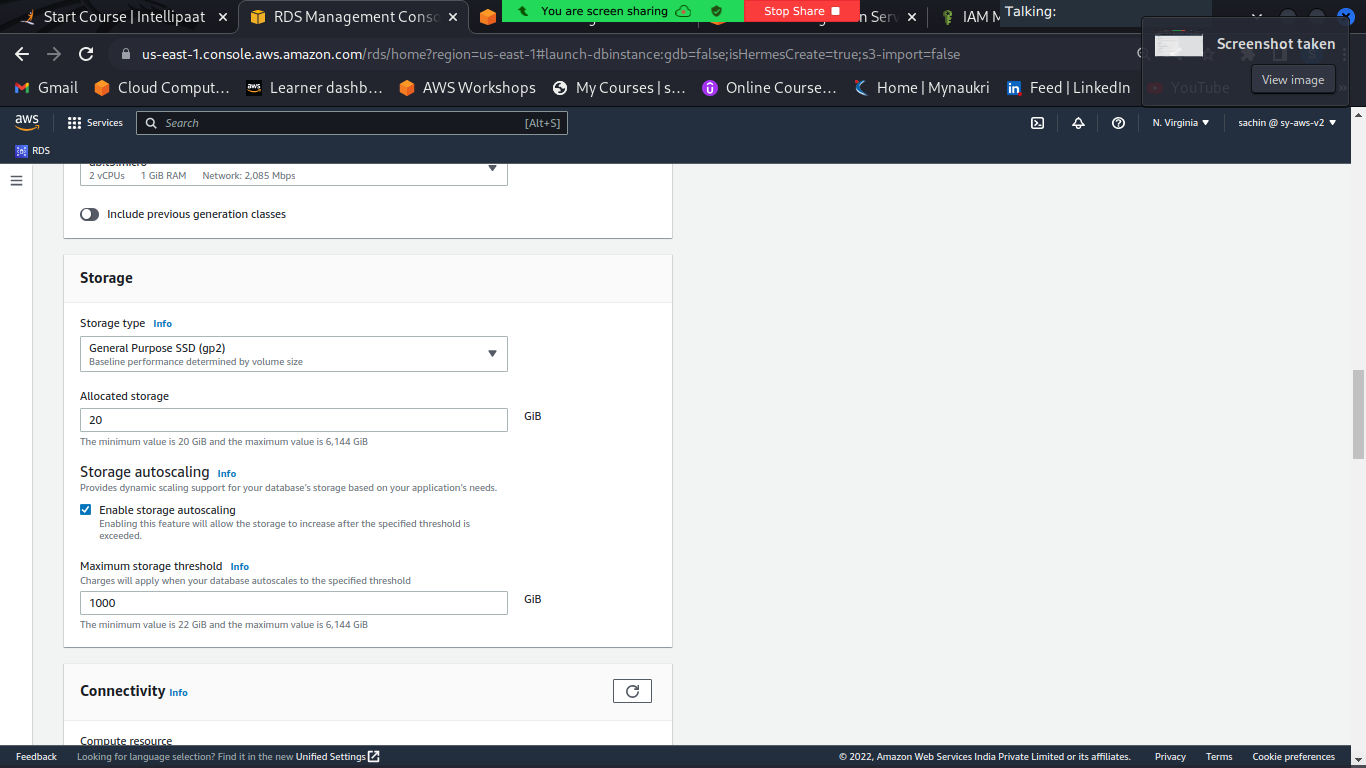 Start Course | Intellipaat
RDS Management Conso
You are screen sharing
Stop Share
n Serv
IAM M
Talking:
Screenshot taken
View image
us-east-1.console.aws.amazon.com/rds/home?region=us-east-1#launch-dbinstance:gdb=false;isHermesCreate=true;s3-import=false
Gmail
Cloud Comput...
aws
Learner dashb...
AWS Workshops
My Courses | s...
Online Course...
Home | Mynaukri
Feed | LinkedIn
YouTube
aws
Services
Search
[Alt+S]
N. Virginia
sachin @ sy-aws-v2
RDS
2 vCPUs 1 GiB RAM Network: 2,085 Mbps
Include previous generation classes
Storage
Storage type Info
General Purpose SSD (gp2)
Baseline performance determined by volume size
Allocated storage
20
GiB
The minimum value is 20 GiB and the maximum value is 6,144 GiB
Storage autoscaling Info
Provides dynamic scaling support for your database's storage based on your application's needs.
Enable storage autoscaling
Enabling this feature will allow the storage to increase after the specified threshold is
exceeded.
Maximum storage threshold Info
Charges will apply when your database autoscales to the specified threshold
1000
GiB
The minimum value is 22 GiB and the maximum value is 6,144 GiB
Connectivity Info
Compute resource
Feedback
Looking for language selection? Find it in the new Unified Settings
© 2022, Amazon Web Services India Private Limited or its affiliates.
Privacy
Terms
Cookie preferences